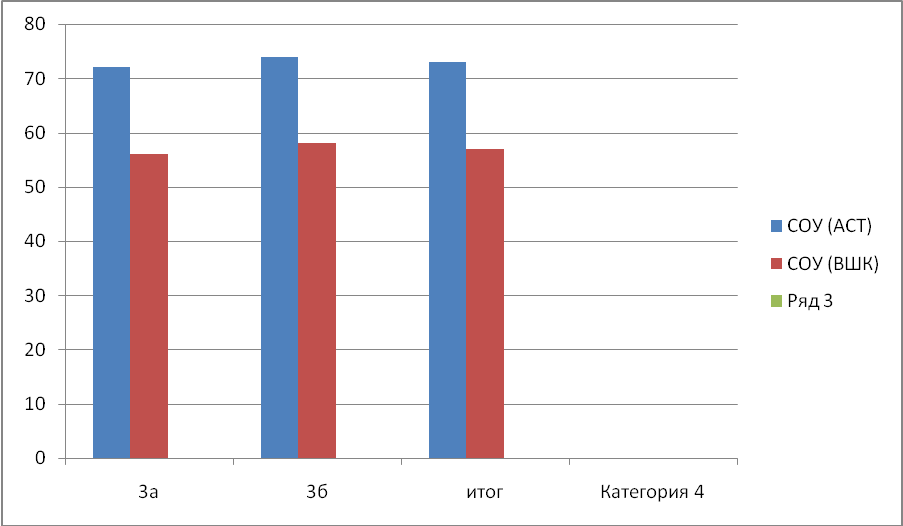 80
70
60
50
40
30
20
10
0
3а
3б
итог
Категория 4
СОУ (АСТ)
СОУ (ВШК)
Ряд 3